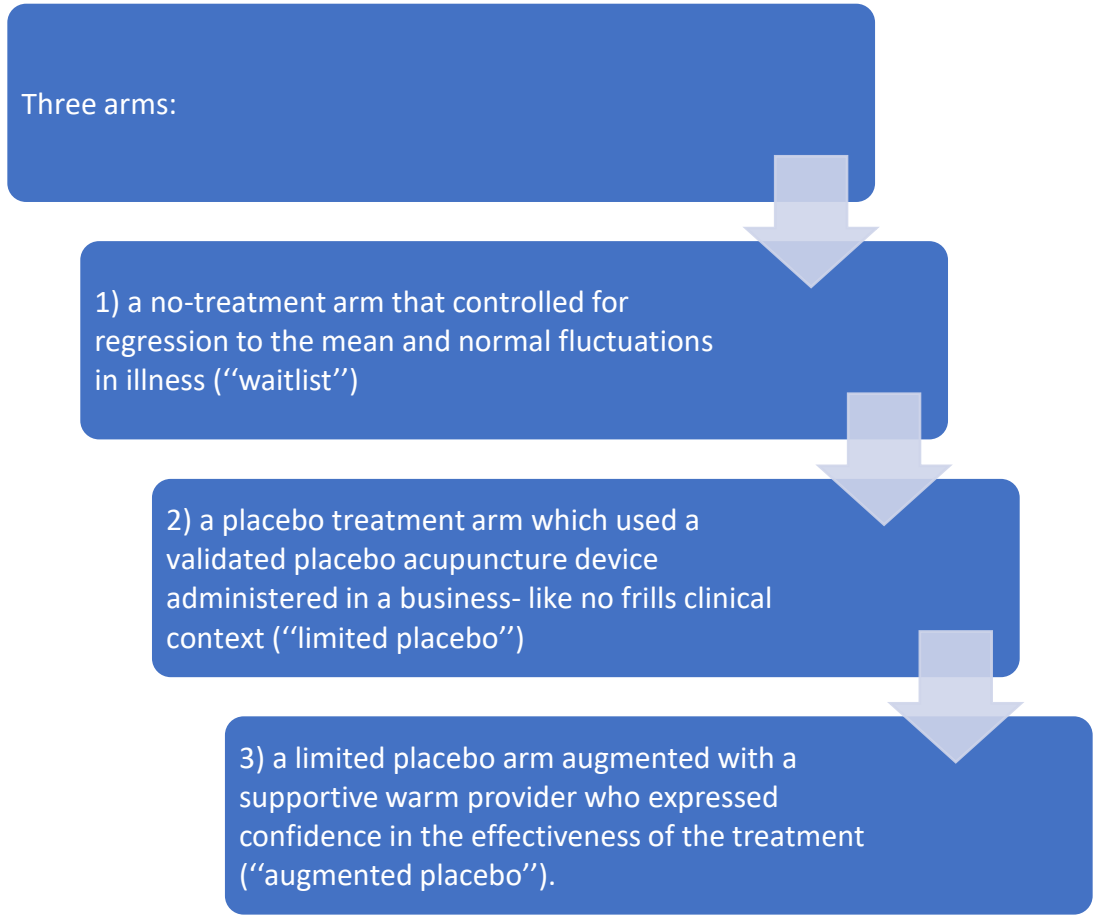 Three arms:
1) a no-treatment arm that controlled for
regression to the mean and normal fluctuations
in illness (‘‘waitlist’’)
2) a placebo treatment arm which used a
validated placebo acupuncture device
administered in a business- like no frills clinical
context (‘‘limited placebo’’)
3) a limited placebo arm augmented with a
supportive warm provider who expressed
confidence in the effectiveness of the treatment
(‘‘augmented placebo’’).